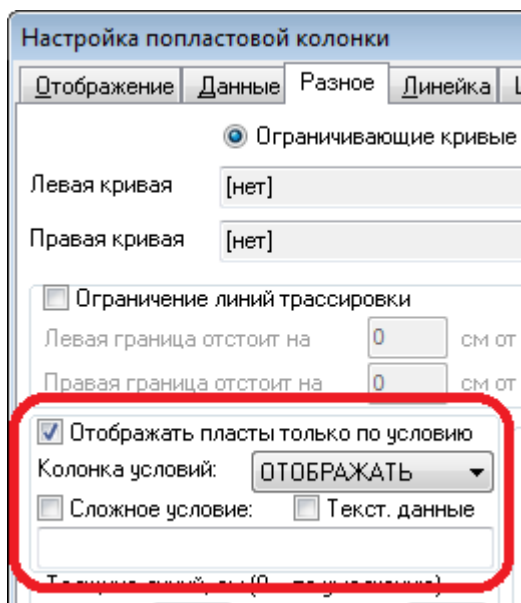 Настройка попластовой колонки
Отображение Данные Разное Линейка
Ограничивающие кривые
Левая кривая [нет]
Правая кривая [нет]
Ограничение линий трассировки
Левая граница отстоит на 0 см от
Правая граница отстоит на 0 см от
Отображать пласты только по условию
Колонка условий: ОТОБРАЖАТЬ
Сложное условие: Текст. данные